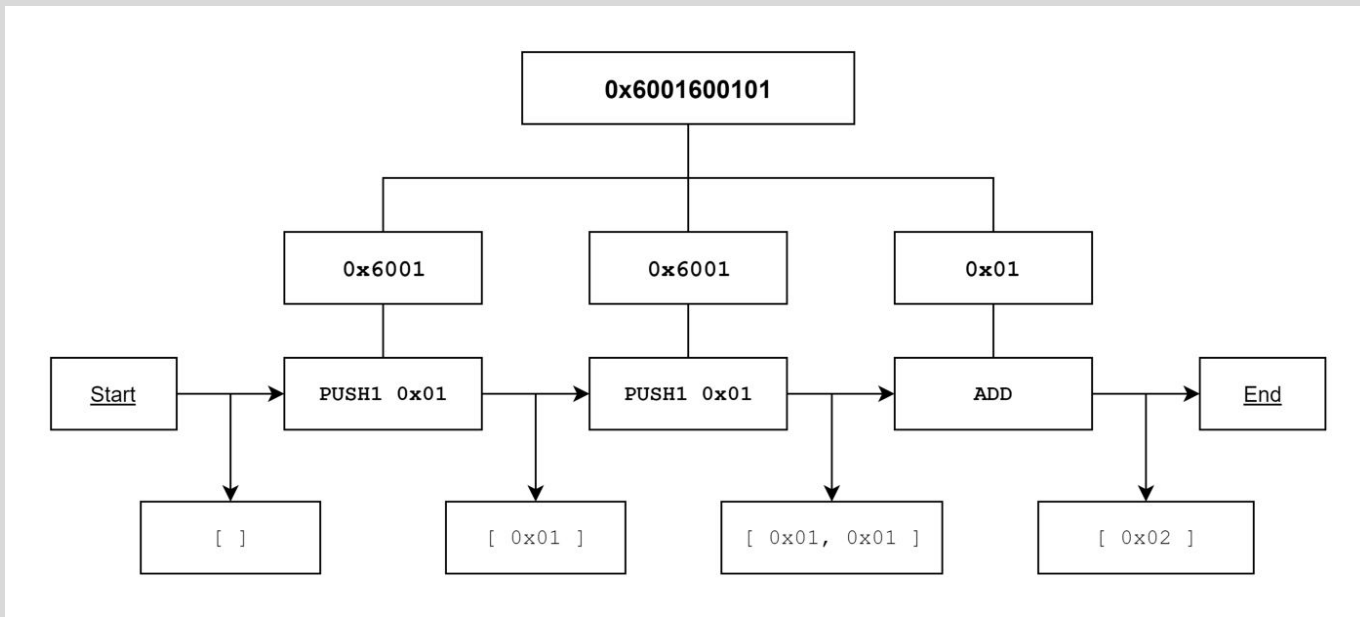 0x6001600101
0x6001
0x6001
0x01
Start
PUSH1 0x01
PUSH1 0x01
ADD
End
[ ]
[ 0x01 ]
[ 0x01, 0x01 ]
[ 0x02 ]